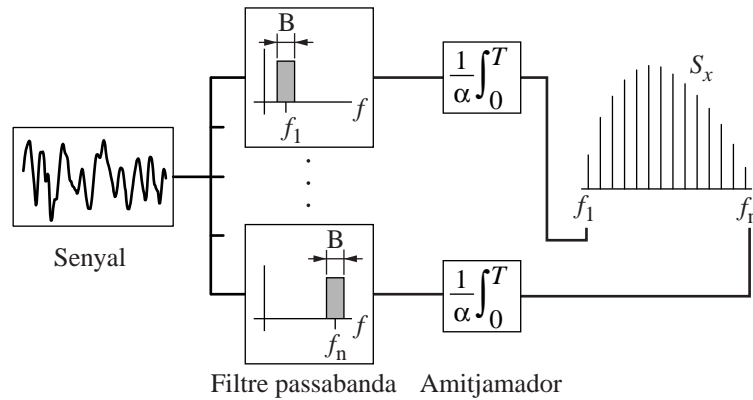 B
f
f1
1/α ∫0T
Sx
f1
fn
Senyal
B
f
fn
1/α ∫0T
Filtre passabanda
Amitjamador